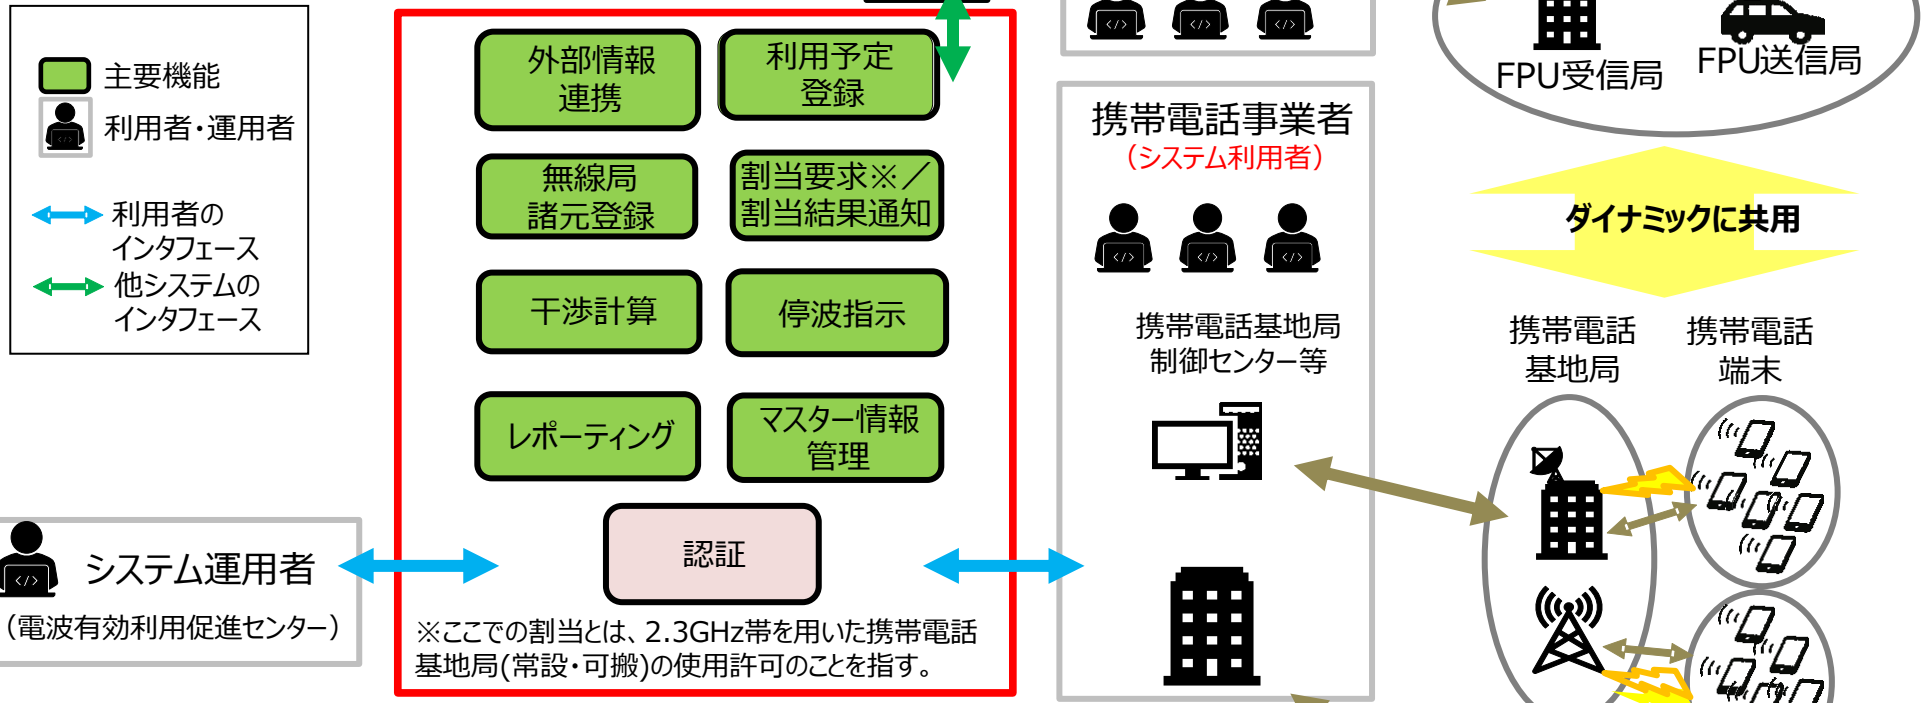 主要機能
利用者・運用者
利用者の
インタフェース
他システムの
インタフェース
外部情報
連携
利用予定
登録
無線局
諸元登録
割当要求※／
割当結果通知
干渉計算
停波指示
レポーティング
マスター情報
管理
認証
※ここでの割当とは、2.3GHz帯を用いた携帯電話
基地局(常設・可搬)の使用許可のことを指す。
システム運用者
（電波有効利用促進センター）
携帯電話事業者
（システム利用者）
携帯電話基地局
制御センター等
FPU受信局
FPU送信局
ダイナミックに共用
携帯電話
基地局
携帯電話
端末